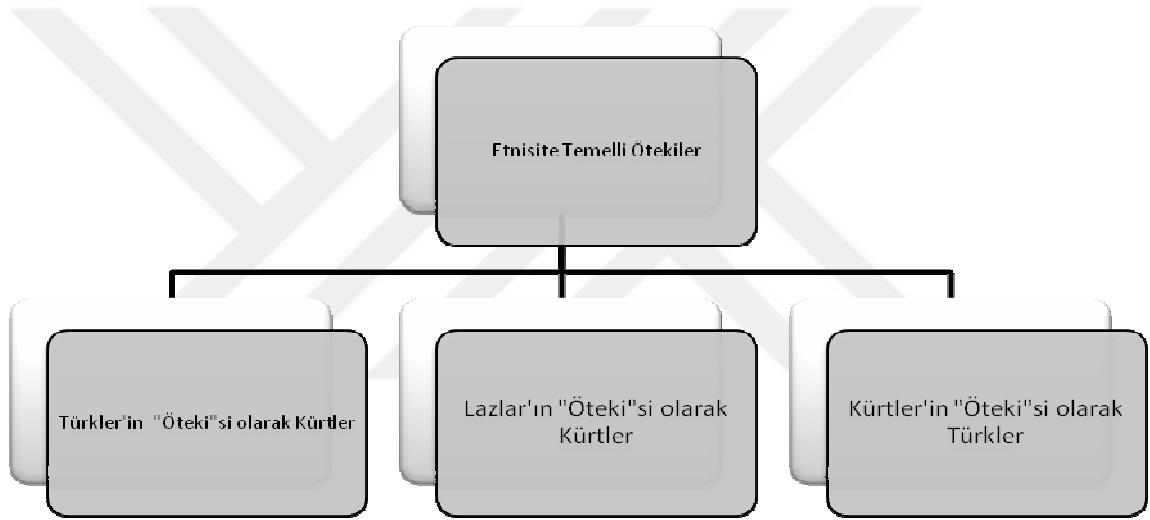 Etnisite Temelli Ötekiler
Türkler'in "Öteki"si olarak Kürtler
Lazlar'ın "Öteki"si olarak
Kürtler
Kürtler'in "Öteki"si olarak
Türkler